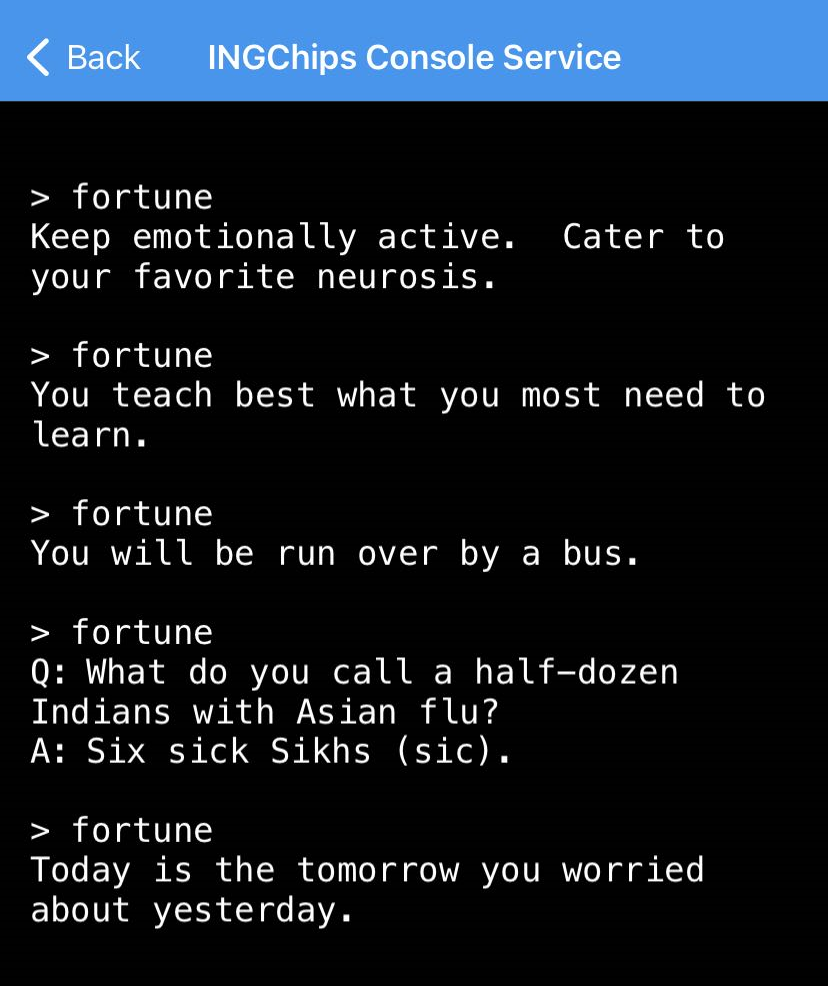 Back
INGChips Console Service
> fortune
Keep emotionally active.  Cater to
your favorite neurosis.
> fortune
You teach best what you most need to
learn.
> fortune
You will be run over by a bus.
> fortune
Q: What do you call a half-dozen
Indians with Asian flu?
A: Six sick Sikhs (sic).
> fortune
Today is the tomorrow you worried
about yesterday.